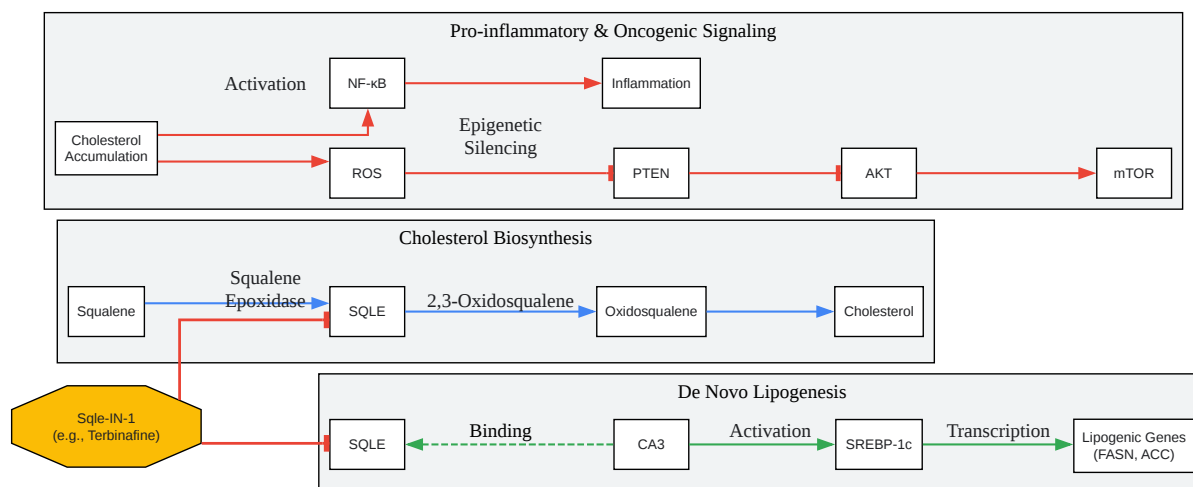 Pro-inflammatory & Oncogenic Signaling
Activation
NF-κB
Inflammation
Cholesterol
Accumulation
Epigenetic
Silencing
ROS
PTEN
AKT
mTOR
Cholesterol Biosynthesis
Squalene
Squalene
Epoxidase
SQLE
2,3-Oxidosqualene
Oxidosqualene
Cholesterol
De Novo Lipogenesis
Sqle-IN-1
(e.g., Terbinafine)
SQLE
Binding
CA3
Activation
SREBP-1c
Transcription
Lipogenic Genes
(FASN, ACC)